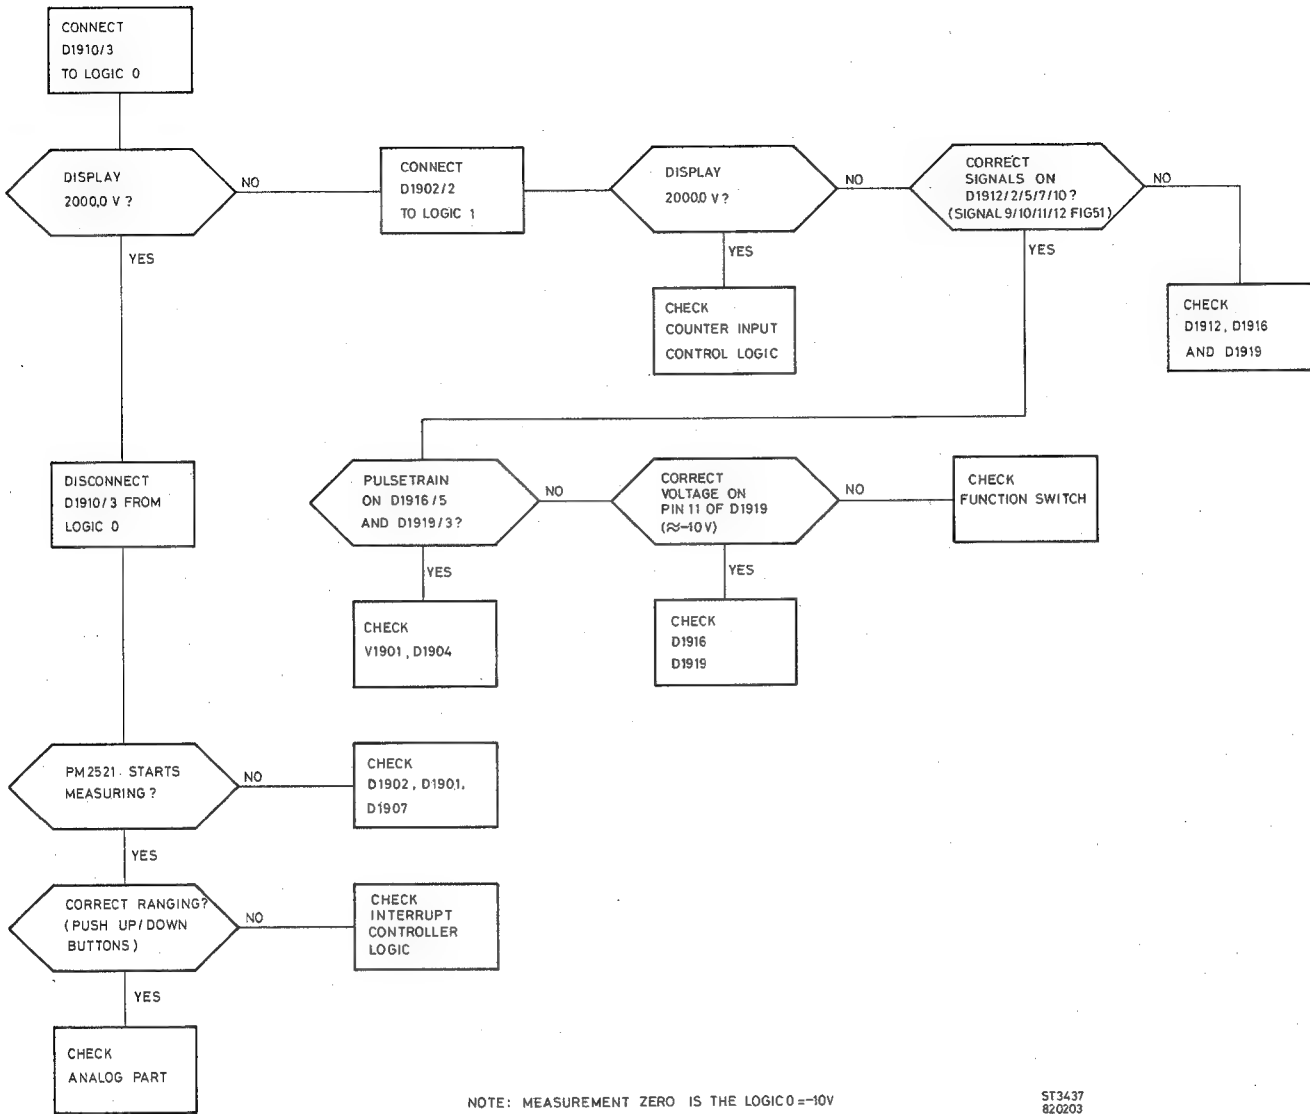 CONNECT
D1910/3
TO LOGIC 0
DISPLAY
2000,0 V ?
NO
YES
CONNECT
D1902/2
TO LOGIC 1
DISPLAY
2000,0 V ?
NO
YES
CORRECT
SIGNALS ON
D1912/2/5/7/10?
(SIGNAL 9/10/11/12 FIG51)
NO
YES
CHECK
COUNTER INPUT
CONTROL LOGIC
CHECK
D1912, D1916
AND D1919
DISCONNECT
D1910/3 FROM
LOGIC 0
PULSETRAIN
ON D1916/5
AND D1919/3?
NO
YES
CORRECT
VOLTAGE ON
PIN 11 OF D1919
(≈-10 V)
NO
YES
CHECK
FUNCTION SWITCH
CHECK
V1901, D1904
CHECK
D1916
D1919
PM2521 STARTS
MEASURING ?
NO
YES
CHECK
D1902, D1901,
D1907
CORRECT RANGING?
(PUSH UP/DOWN
BUTTONS)
NO
YES
CHECK
INTERRUPT
CONTROLLER
LOGIC
CHECK
ANALOG PART
NOTE: MEASUREMENT ZERO IS THE LOGIC 0 =-10V
ST3437
820203